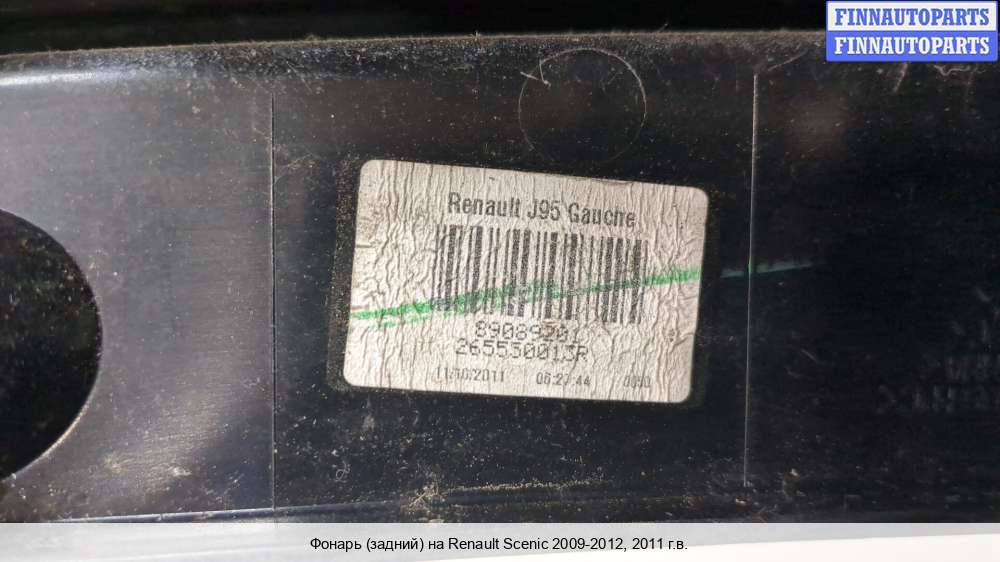 FINNAUTOPARTS
FINNAUTOPARTS
Renault J95 Gauche
89089201
265550013R
11/10/2011 06:27:44
Фонарь (задний) на Renault Scenic 2009-2012, 2011 г.в.